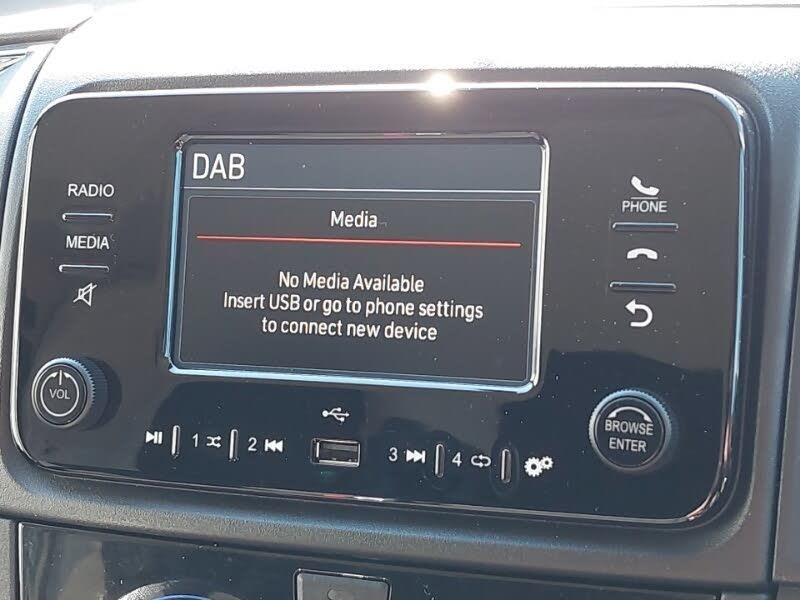 DAB
RADIO
MEDIA
VOL
Media
No Media Available
Insert USB or go to phone settings
to connect new device
PHONE
BROWSE
ENTER
1
2
3
4